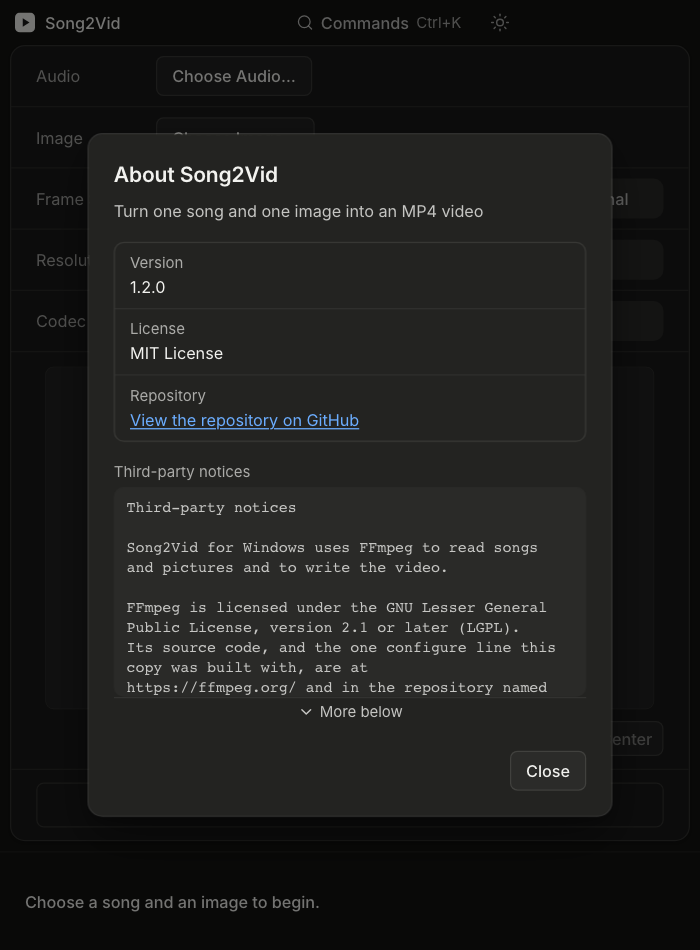 Song2Vid
Commands Ctrl+K
Audio
Choose Audio...
Image
Frame
Resolut
Codec
About Song2Vid
Turn one song and one image into an MP4 video
Version
1.2.0
License
MIT License
Repository
View the repository on GitHub
Third-party notices
Third-party notices
Song2Vid for Windows uses FFmpeg to read songs
and pictures and to write the video.
FFmpeg is licensed under the GNU Lesser General
Public License, version 2.1 or later (LGPL).
Its source code, and the one configure line this
copy was built with, are at
https://ffmpeg.org/ and in the repository named
More below
enter
Close
Choose a song and an image to begin.